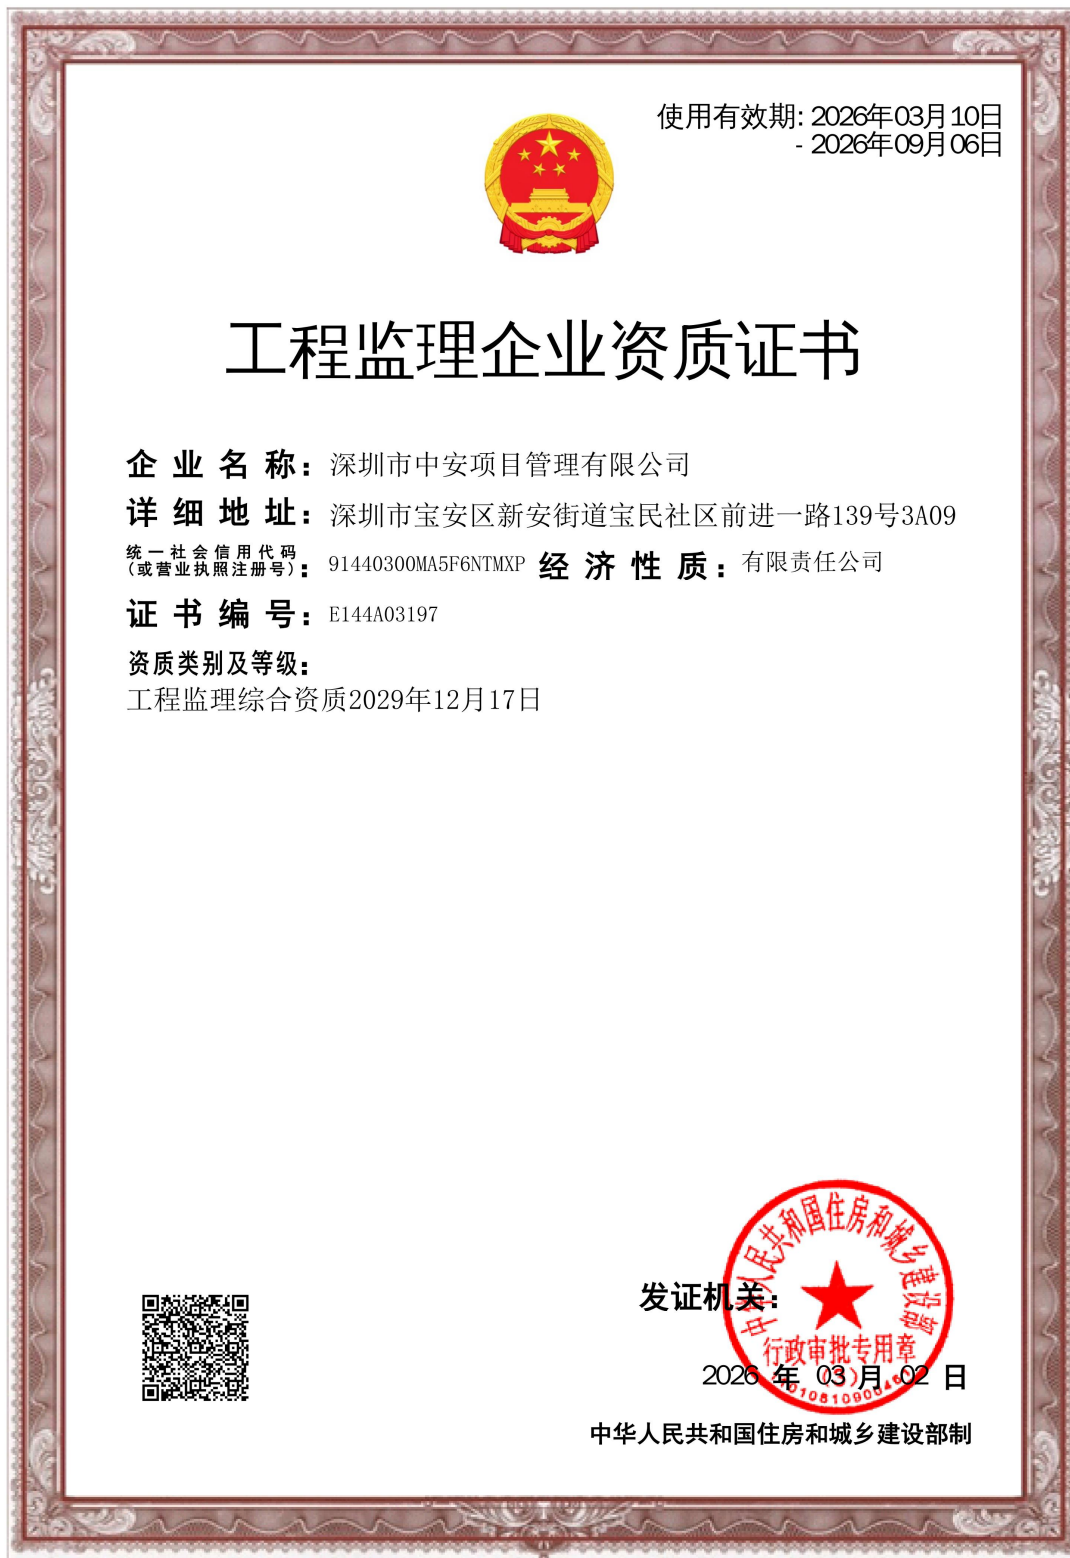 使用有效期: 2026年03月10日
- 2026年09月06日
工程监理企业资质证书
企业名称：深圳市中安项目管理有限公司
详细地址：深圳市宝安区新安街道宝民社区前进一路139号3A09
统一社会信用代码
(或营业执照注册号)：91440300MA5F6NTMXP 经济性质：有限责任公司
证书编号：E144A03197
资质类别及等级：
工程监理综合资质2029年12月17日
中华人民共和国住房和城乡建设部
发证机关：
行政审批专用章
(3)
2026 年 03 月 02 日
中华人民共和国住房和城乡建设部制